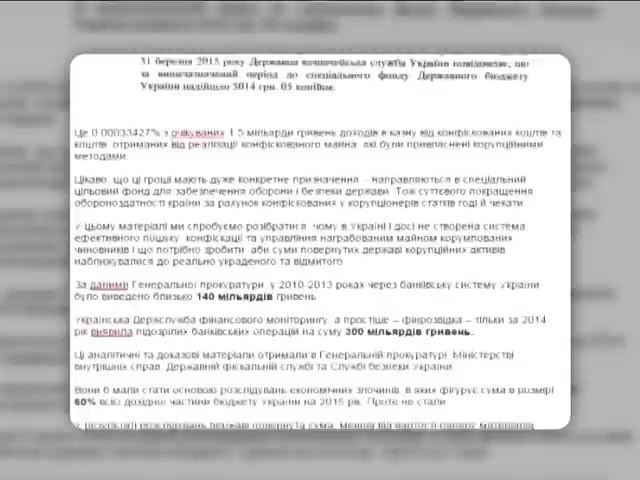 31 березня 2015 року Державна казначейська служба України повідомляє, що
за вищезазначений період до спеціального фонду Державного бюджету
України надійшло 5014 грн. 05 копійок.
Це 0.00033427% з очікуваних 1.5 мільярди гривень доходів в казну від конфіскованих коштів та
коштів, отриманих від реалізації конфіскованого майна, які були привласнені корупційними
методами.
Цікаво, що ці гроші мають дуже конкретне призначення – направляються в спеціальний
цільовий фонд для забезпечення оборони і безпеки держави. Тож суттєвого покращення
обороноздатності країни за рахунок конфіскованих у корупціонерів статків годі й чекати.
У цьому матеріалі ми спробуємо розібратися, чому в Україні і досі не створена система
ефективного пошуку, конфіскації та управління награбованим майном корумпованих
чиновників і що потрібно зробити, аби суми повернутих державі корупційних активів
наближувалися до реально украденого та відмитого.
За даними Генеральної прокуратури, у 2010-2013 роках через банківську систему України
було виведено близько 140 мільярдів гривень.
Українська Держслужба фінансового моніторингу, а простіше – фінрозвідка – тільки за 2014
рік виявила підозрілих банківських операцій на суму 300 мільярдів гривень.
Ці аналітичні та доказові матеріали отримали в Генеральній прокуратурі, Міністерстві
внутрішніх справ, Державній фіскальній службі та Службі безпеки України.
Вони б мали стати основою розслідувань економічних злочинів, в яких фігурує сума в розмірі
60% всієї доходної частини бюджету України на 2015 рік. Проте не стали.